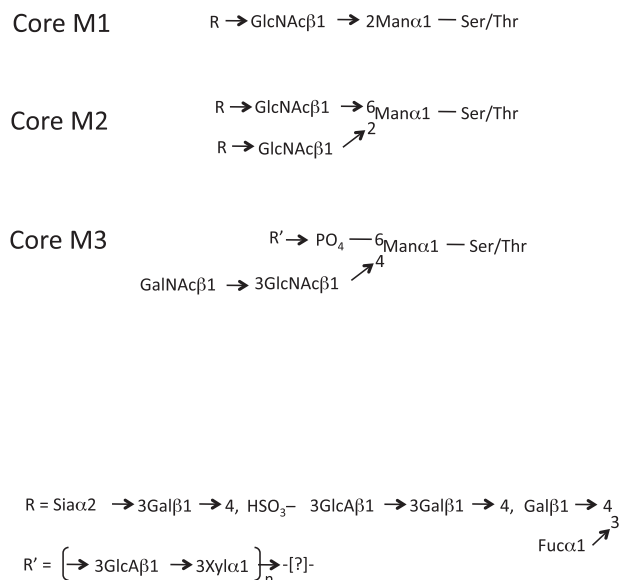 Core M1 R → GlcNAcβ1 → 2Manα1 — Ser/Thr
Core M2 R → GlcNAcβ1 → 6Manα1 — Ser/Thr
R → GlcNAcβ1 ↗ 2
Core M3 R’ → PO₄ — 6Manα1 — Ser/Thr
GalNAcβ1 → 3GlcNAcβ1 ↗ 4
R = Siaα2 → 3Galβ1 → 4, HSO₃– 3GlcAβ1 → 3Galβ1 → 4, Galβ1 → 4
Fucα1 ↗ 3
R’ = [→ 3GlcAβ1 → 3Xylα1]ₙ → -[?]-